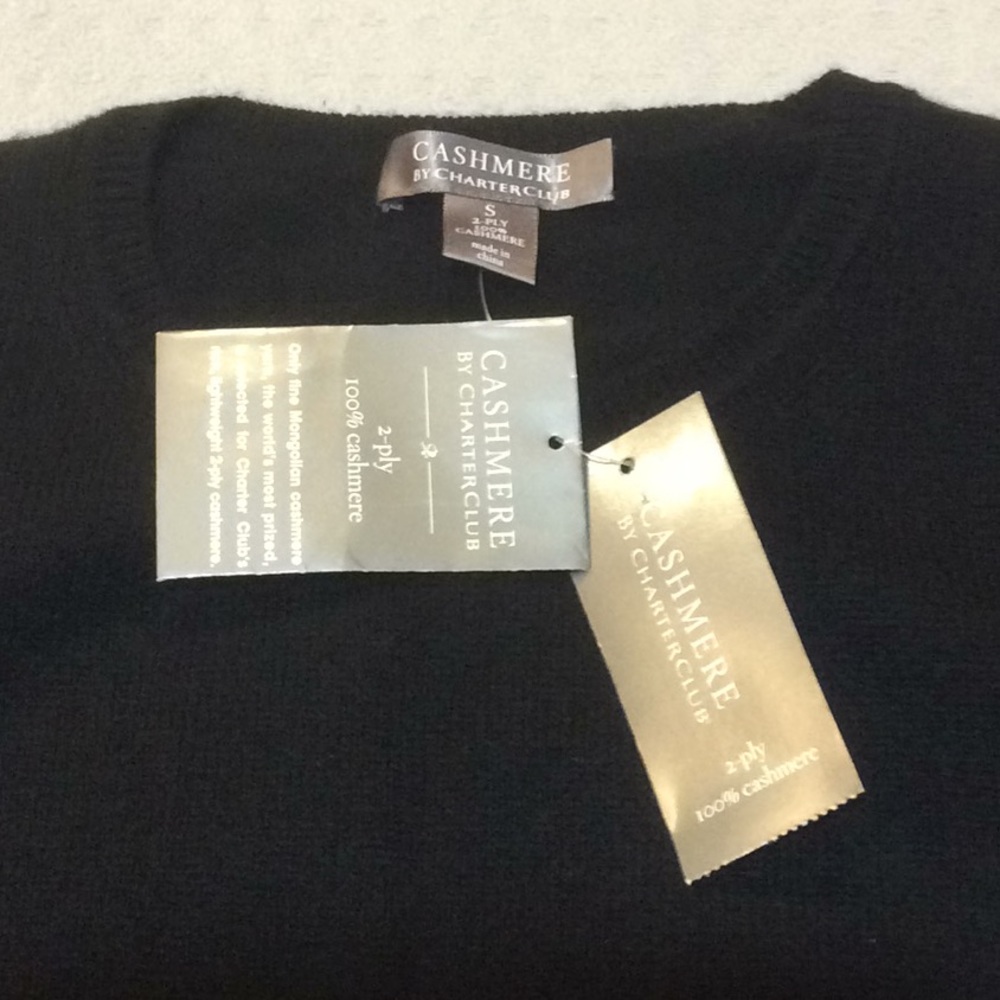 CASHMERE
BY CHARTER CLUB
S
2-PLY
100%
CASHMERE
made in
china
CASHMERE
BY CHARTER CLUB
2-ply
100% cashmere
Only fine Mongolian cashmere
the world's most prized,
for Charter Club's
lightweight 2-ply cashmere.
CASHMERE
BY CHARTER CLUB
2-ply
100% cashmere